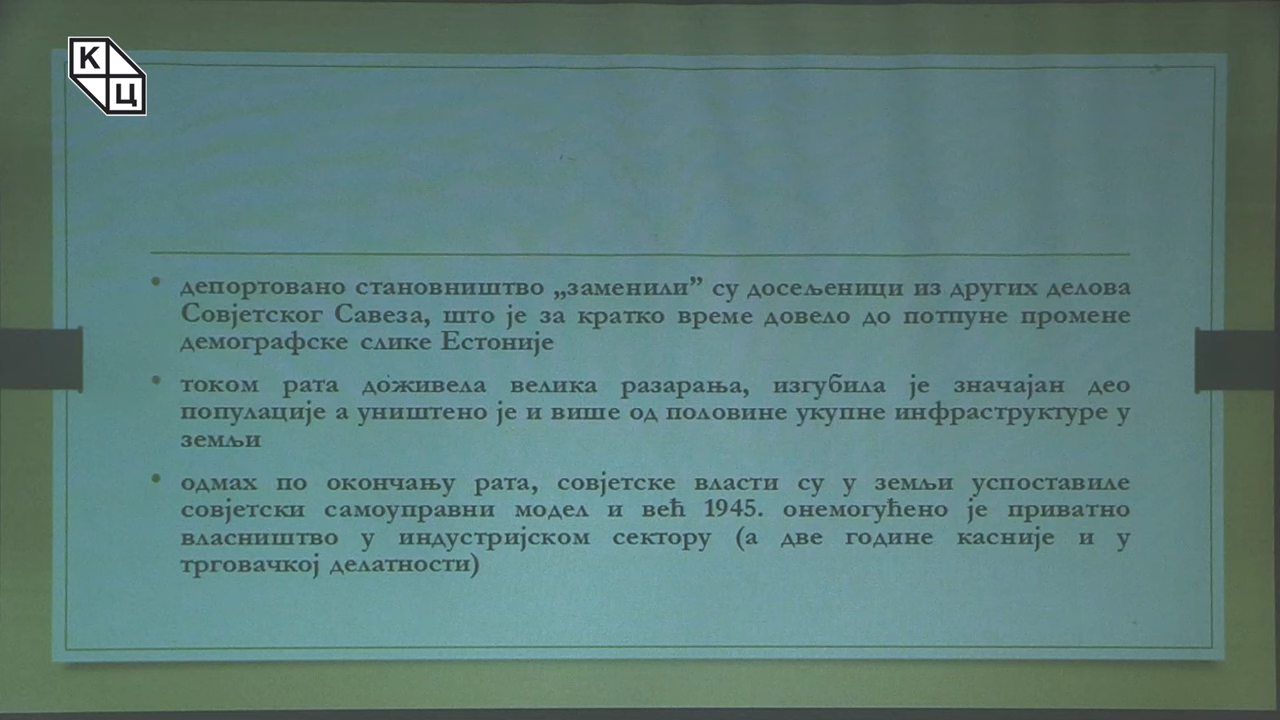 К
Ц
• депортовано становништво „заменили” су досељеници из других делова
Совјетског Савеза, што је за кратко време довело до потпуне промене
демографске слике Естоније
• током рата доживела велика разарања, изгубила је значајан део
популације а уништено је и више од половине укупне инфраструктуре у
земљи
• одмах по окончању рата, совјетске власти су у земљи успоставиле
совјетски самоуправни модел и већ 1945. онемогућено је приватно
власништво у индустријском сектору (а две године касније и у
трговачкој делатности)